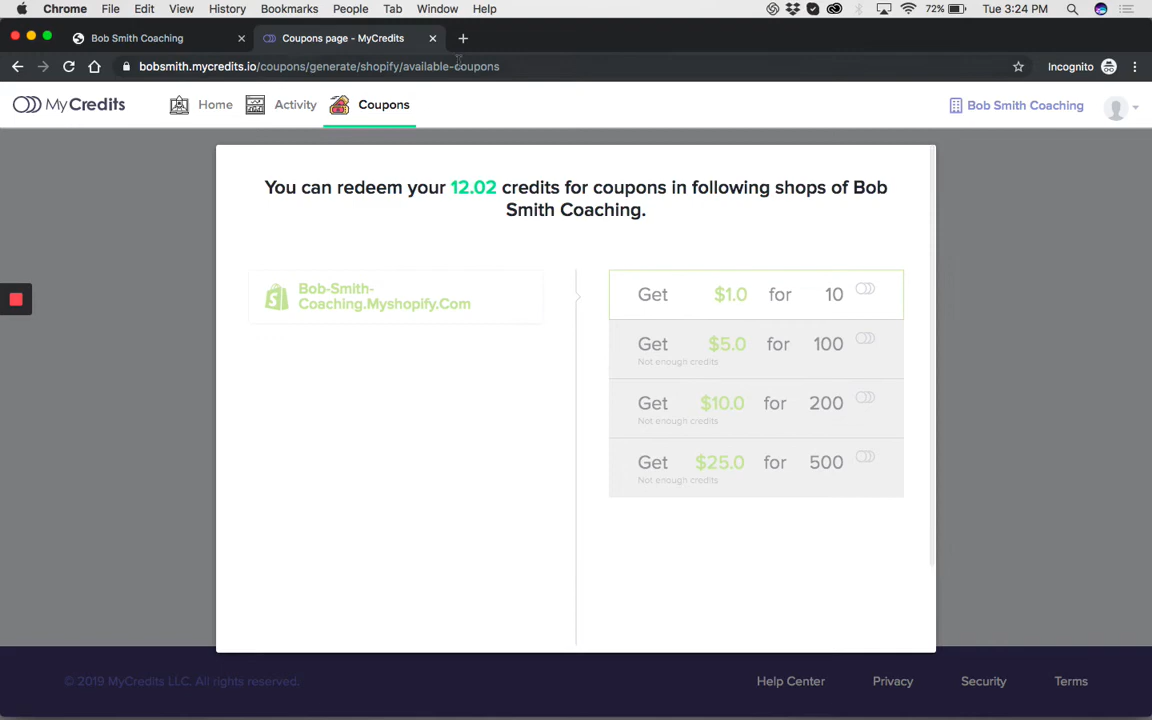 Chrome File Edit View History Bookmarks People Tab Window Help 72% Tue 3:24 PM
Bob Smith Coaching Coupons page - MyCredits
bobsmith.mycredits.io/coupons/generate/shopify/available-coupons Incognito
MyCredits Home Activity Coupons Bob Smith Coaching
You can redeem your 12.02 credits for coupons in following shops of Bob
Smith Coaching.
Bob-Smith-
Coaching.Myshopify.Com
Get $1.0 for 10
Get $5.0 for 100
Not enough credits
Get $10.0 for 200
Not enough credits
Get $25.0 for 500
Not enough credits
© 2019 MyCredits LLC. All rights reserved. Help Center Privacy Security Terms